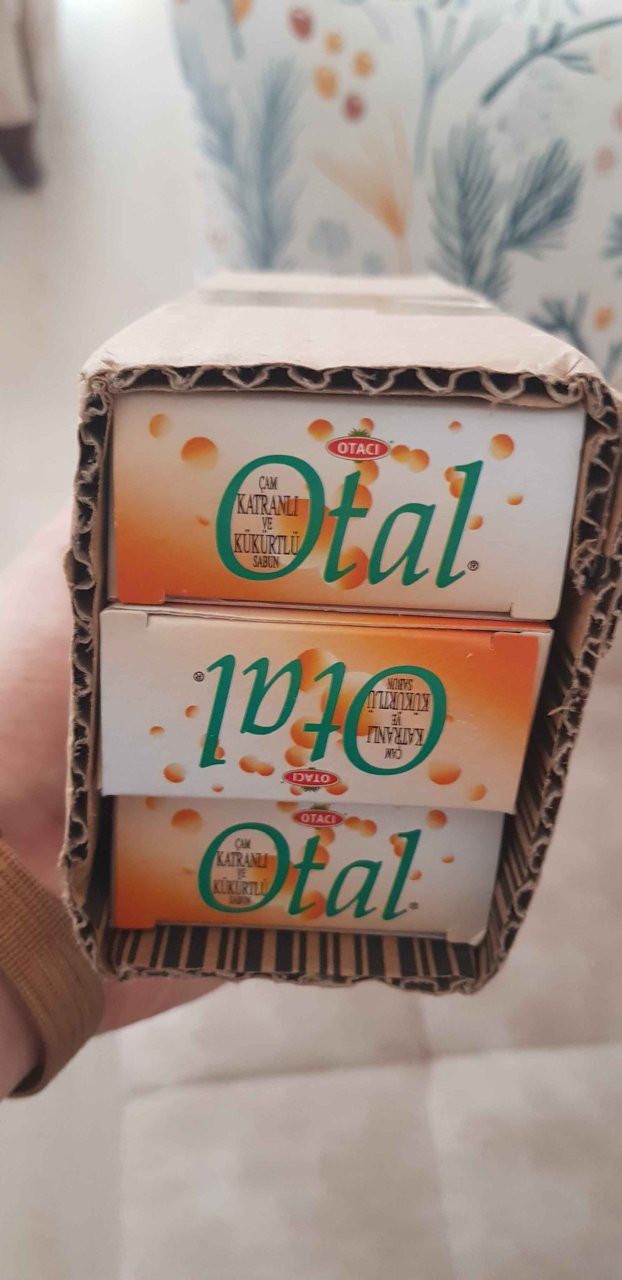 OTACI
Otal®
ÇAM
KATRANLI
VE
KÜKÜRTLÜ
SABUN
OTACI
Otal®
ÇAM
KATRANLI
VE
KÜKÜRTLÜ
SABUN
OTACI
Otal®
ÇAM
KATRANLI
VE
KÜKÜRTLÜ
SABUN